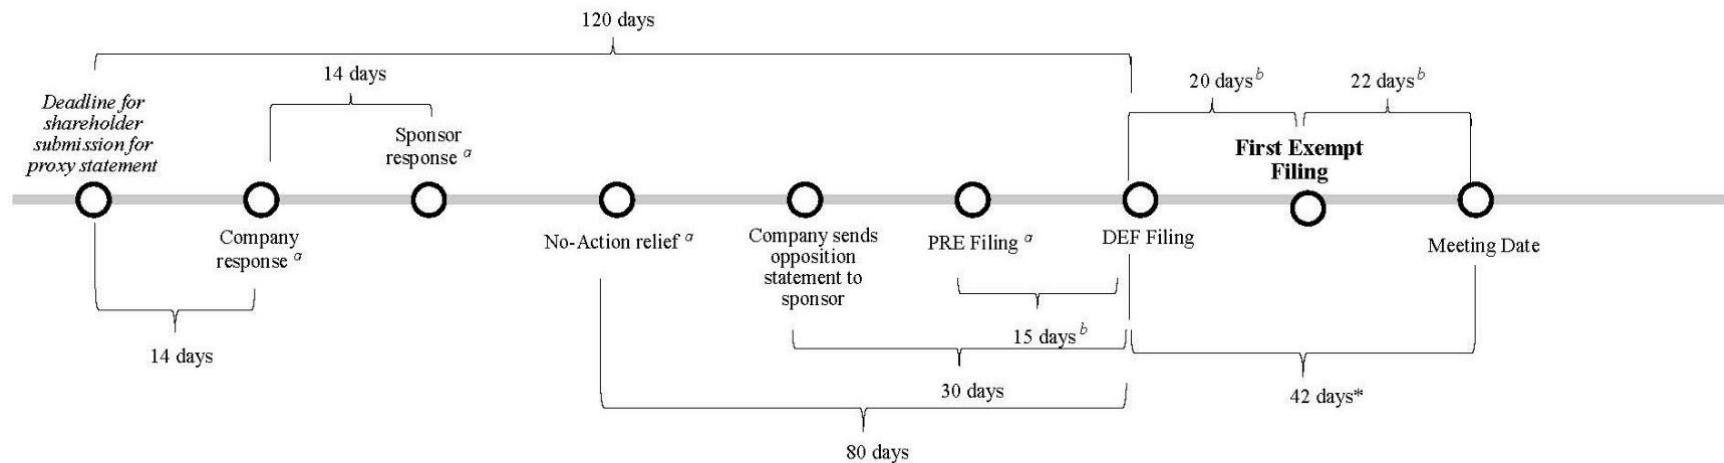 120 days
14 days
20 days b
22 days b
Deadline for
shareholder
submission for
proxy statement
Sponsor
response a
First Exempt
Filing
Company
response a
No-Action relief a
Company sends
opposition
statement to
sponsor
PRE Filing a
DEF Filing
Meeting Date
14 days
15 days b
30 days
42 days*
80 days